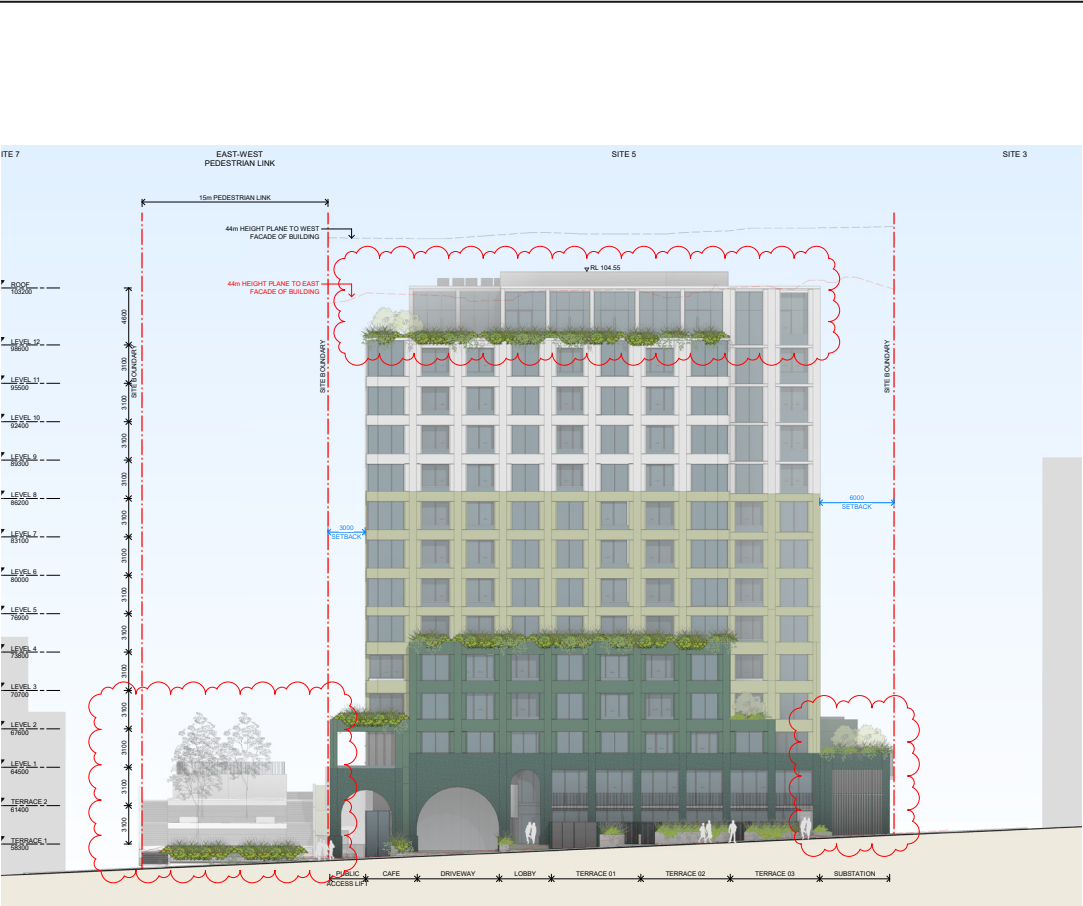 ITE 7
EAST-WEST
PEDESTRIAN LINK
SITE 5
SITE 3
15m PEDESTRIAN LINK
44m HEIGHT PLANE TO WEST
FACADE OF BUILDING
RL 104.55
44m HEIGHT PLANE TO EAST
FACADE OF BUILDING
ROOF
103200
4600
LEVEL 12
98600
3100
SITE BOUNDARY
SITE BOUNDARY
SITE BOUNDARY
LEVEL 11
95500
3100
LEVEL 10
92400
3100
LEVEL 9
89300
3100
LEVEL 8
86200
3100
6000
SETBACK
LEVEL 7
83100
3000
SETBACK
3100
LEVEL 6
80000
3100
LEVEL 5
76900
3100
LEVEL 4
73800
3100
LEVEL 3
70700
3100
LEVEL 2
67600
3100
LEVEL 1
64500
3100
TERRACE 2
61400
3100
TERRACE 1
58300
PUBLIC
ACCESS LIFT
CAFE
DRIVEWAY
LOBBY
TERRACE 01
TERRACE 02
TERRACE 03
SUBSTATION